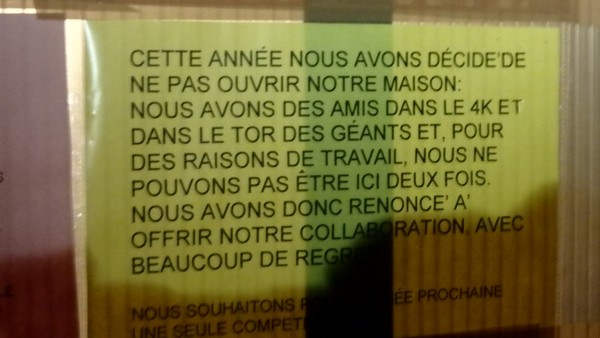 CETTE ANNÉE NOUS AVONS DÉCIDE'DE
NE PAS OUVRIR NOTRE MAISON:
NOUS AVONS DES AMIS DANS LE 4K ET
DANS LE TOR DES GÉANTS ET, POUR
DES RAISONS DE TRAVAIL, NOUS NE
POUVONS PAS ÊTRE ICI DEUX FOIS.
NOUS AVONS DONC RENONCE' A'
OFFRIR NOTRE COLLABORATION, AVEC
BEAUCOUP DE
NOUS SOUHAITONS PROCHAINE
UNE SEULE